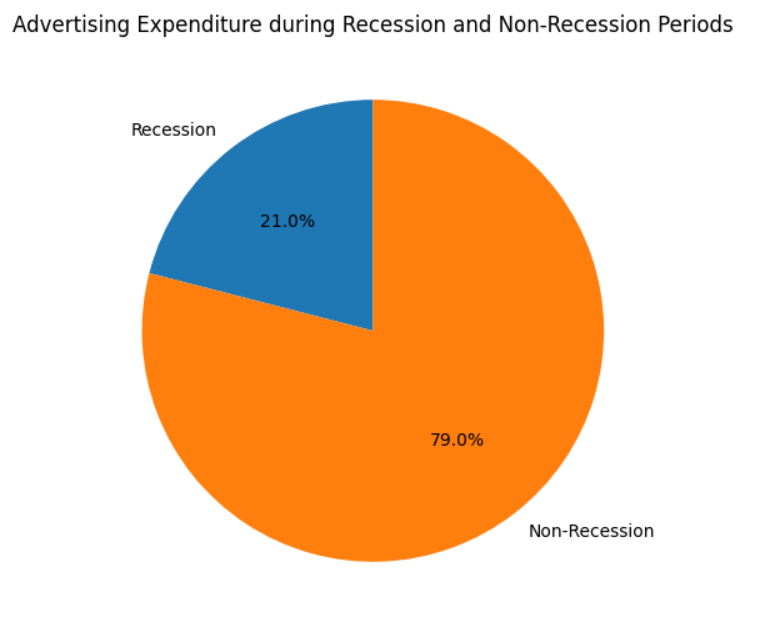 Advertising Expenditure during Recession and Non-Recession Periods
Recession
21.0%
79.0%
Non-Recession